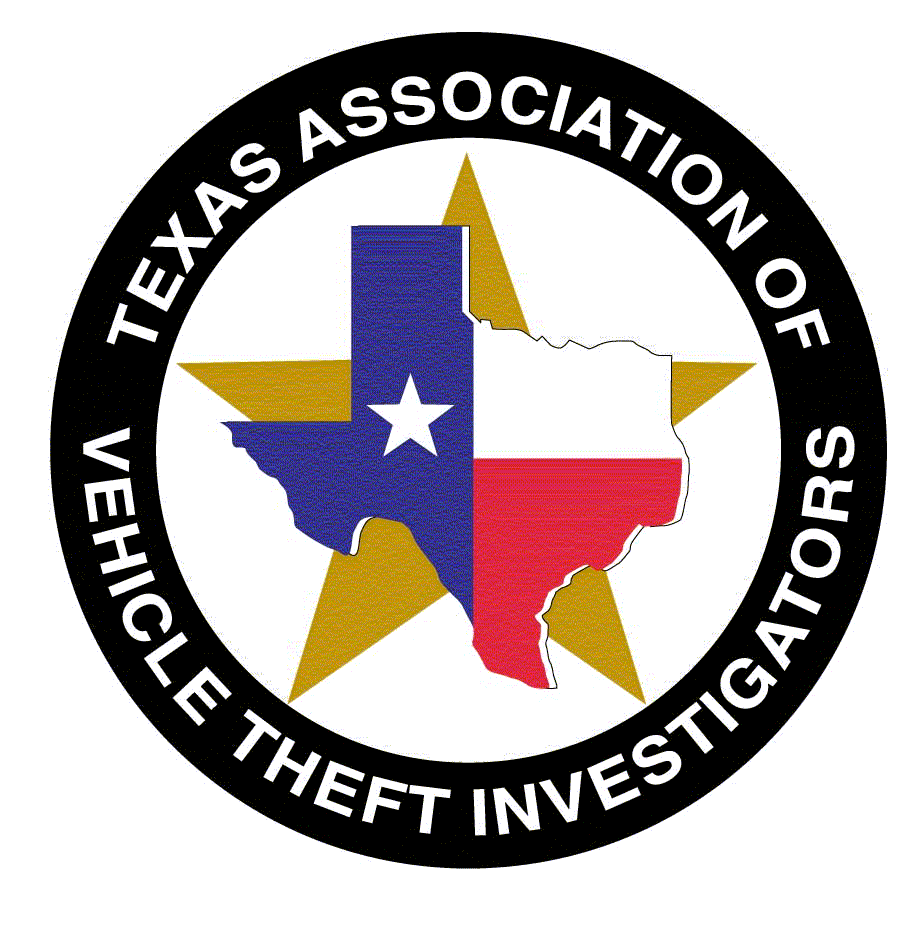 TEXAS ASSOCIATION OF
VEHICLE THEFT INVESTIGATORS